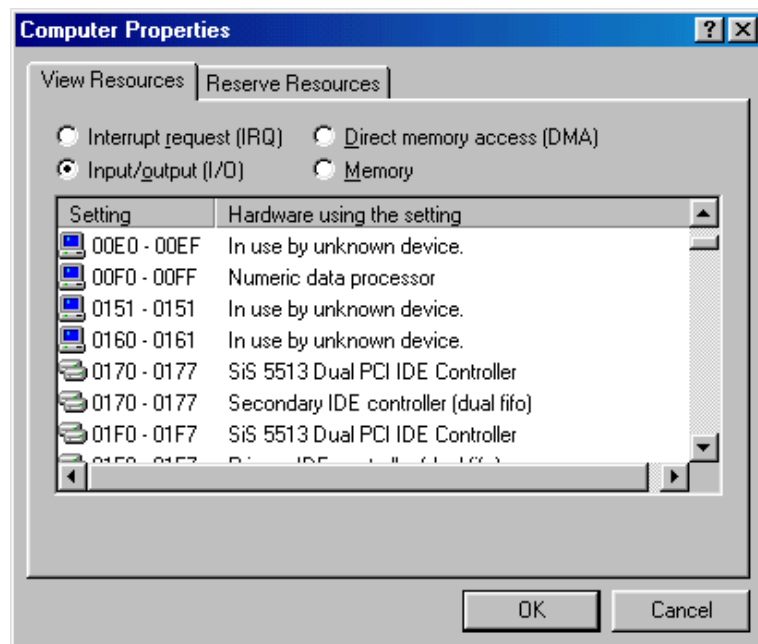 Computer Properties
View Resources Reserve Resources
Interrupt request (IRQ) Direct memory access (DMA)
Input/output (I/O) Memory
Setting Hardware using the setting
00E0 - 00EF In use by unknown device.
00F0 - 00FF Numeric data processor
0151 - 0151 In use by unknown device.
0160 - 0161 In use by unknown device.
0170 - 0177 SiS 5513 Dual PCI IDE Controller
0170 - 0177 Secondary IDE controller (dual fifo)
01F0 - 01F7 SiS 5513 Dual PCI IDE Controller
OK Cancel